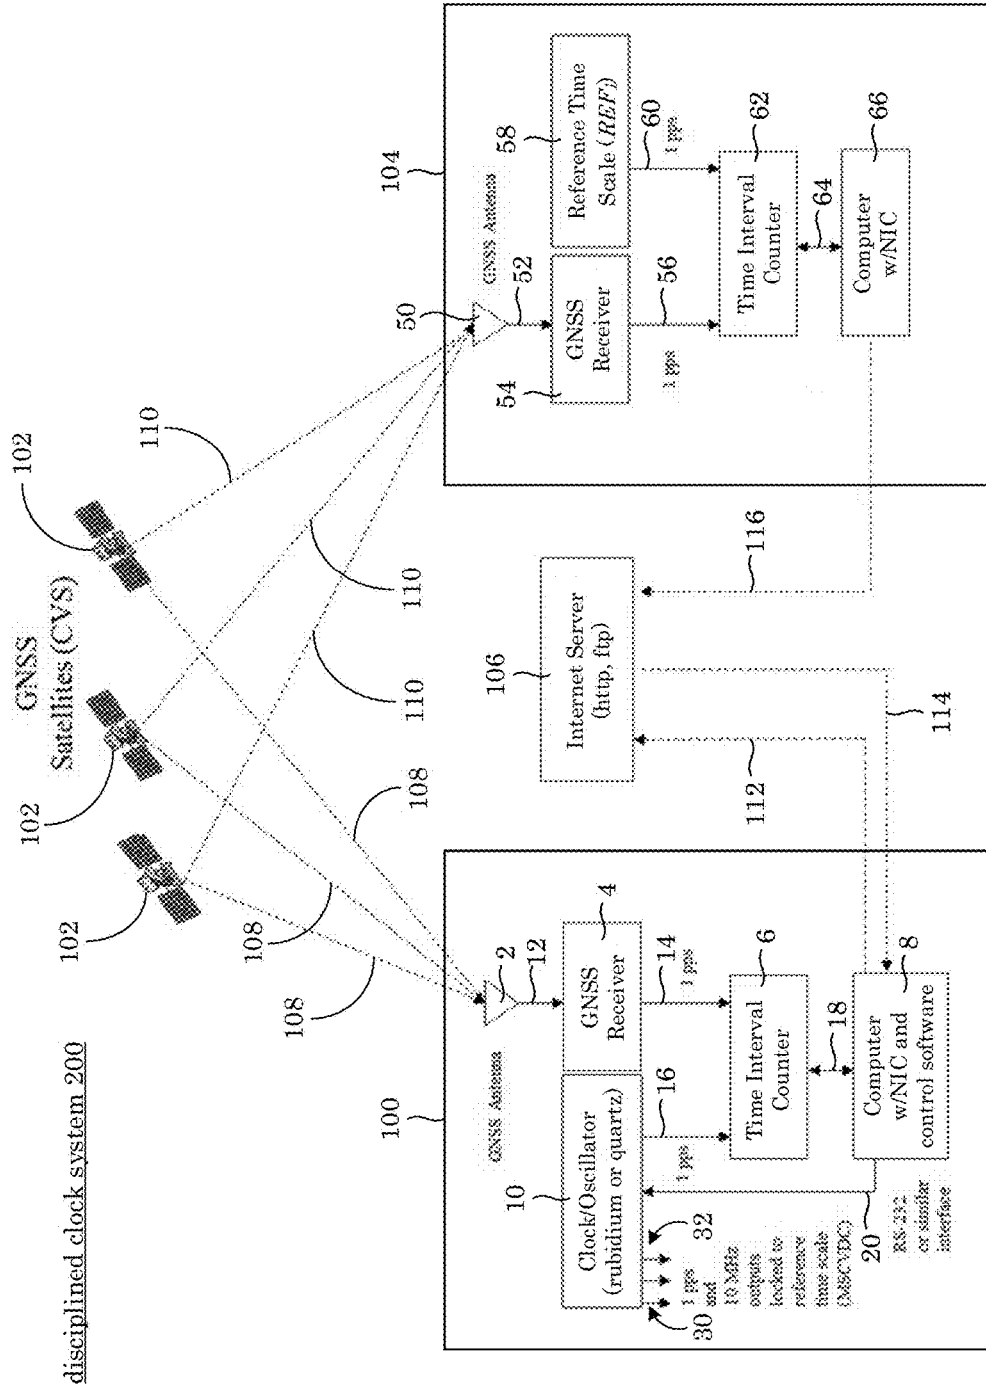 disciplined clock system 200
GNSS
Satellites (CVS)
102
102
102
108
108
108
110
110
110
100
GNSS Antenna
2
12
10
Clock/Oscillator
(rubidium or quartz)
GNSS
Receiver
4
14
1 pps
16
1 pps
30
32
1 pps
and
10 MHz
outputs
locked to
reference
time scale
(MSCVDC)
Time Interval
Counter
6
18
Computer
w/NIC and
control software
8
20
RS-232
or similar
interface
106
Internet Server
(http, ftp)
112
114
116
104
50
GNSS Antenna
52
54
GNSS
Receiver
56
1 pps
58
Reference Time
Scale (REFj)
60
1 pps
Time Interval
Counter
62
64
Computer
w/NIC
66